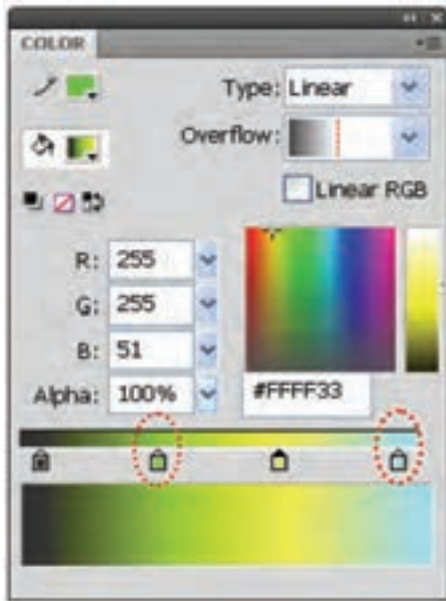 COLOR
Type: Linear
Overflow:
Linear RGB
R: 255
G: 255
B: 51
Alpha: 100%
#FFFF33